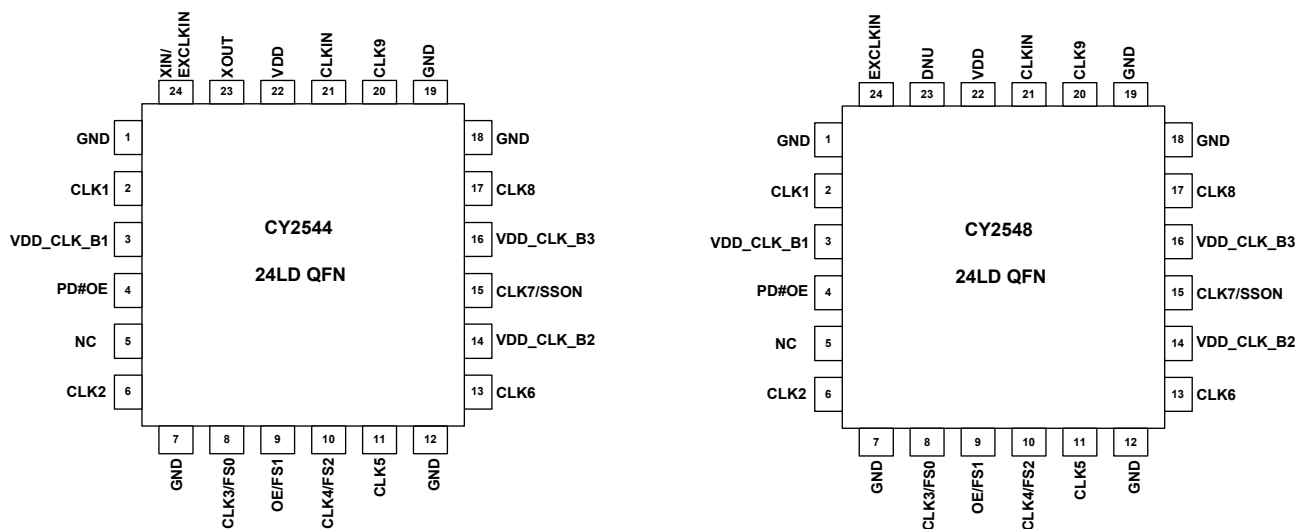 XIN/
EXCLKIN
XOUT
VDD
CLKIN
CLK9
GND
24
23
22
21
20
19
GND
1
18
GND
CLK1
2
17
CLK8
VDD_CLK_B1
3
CY2544
16
VDD_CLK_B3
PD#OE
4
24LD QFN
15
CLK7/SSON
NC
5
14
VDD_CLK_B2
CLK2
6
13
CLK6
7
8
9
10
11
12
GND
CLK3/FS0
OE/FS1
CLK4/FS2
CLK5
GND
EXCLKIN
DNU
VDD
CLKIN
CLK9
GND
24
23
22
21
20
19
GND
1
18
GND
CLK1
2
17
CLK8
VDD_CLK_B1
3
CY2548
16
VDD_CLK_B3
PD#OE
4
24LD QFN
15
CLK7/SSON
NC
5
14
VDD_CLK_B2
CLK2
6
13
CLK6
7
8
9
10
11
12
GND
CLK3/FS0
OE/FS1
CLK4/FS2
CLK5
GND